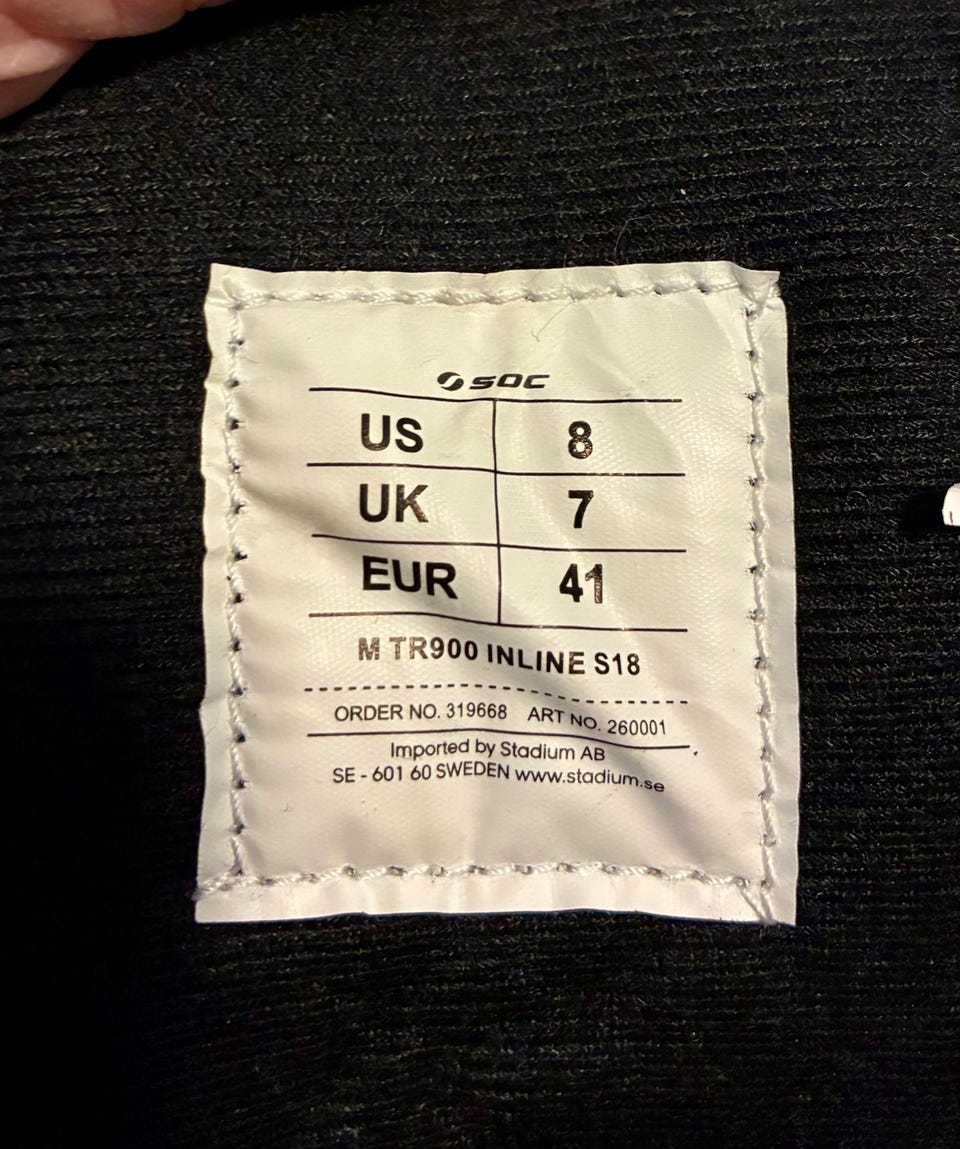 SOC
US 8
UK 7
EUR 41
M TR900 INLINE S18
ORDER NO. 319668 ART NO. 260001
Imported by Stadium AB
SE - 601 60 SWEDEN www.stadium.se